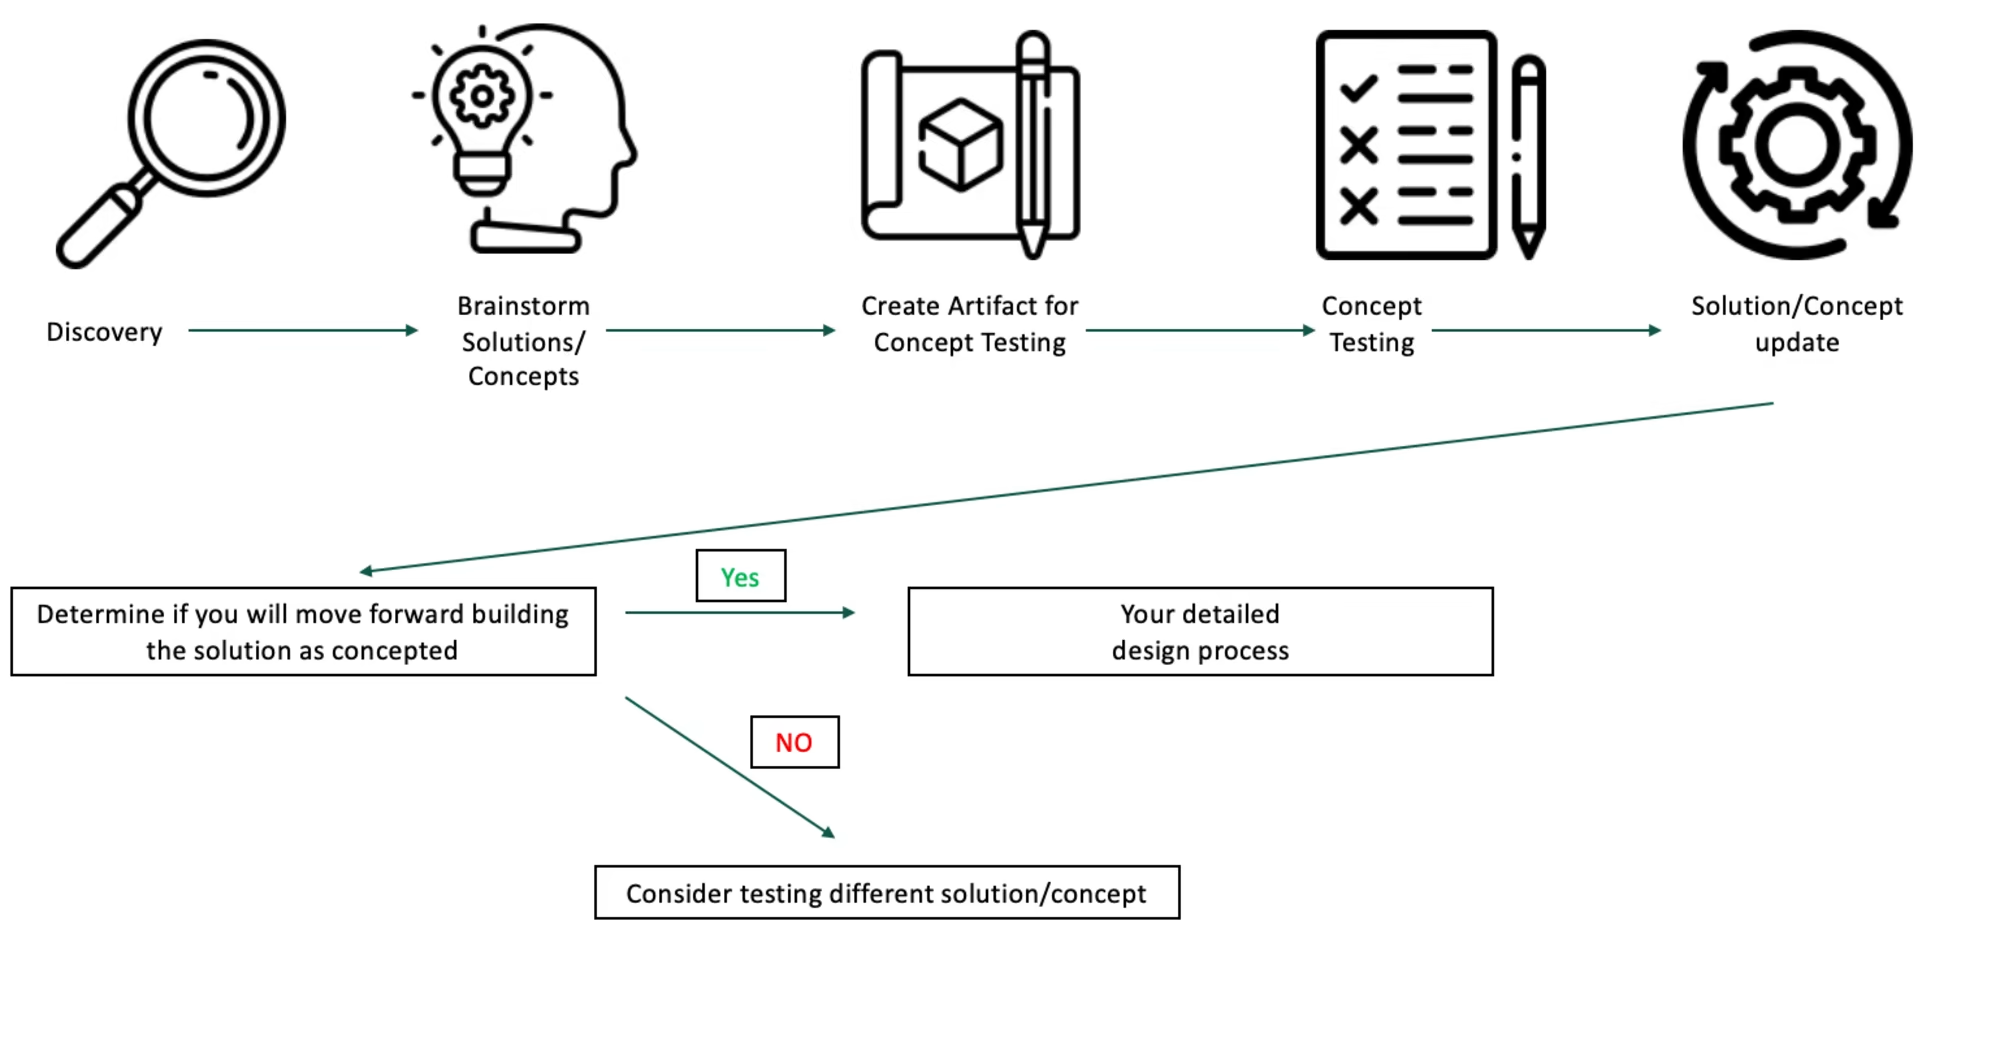 Discovery
Brainstorm
Solutions/
Concepts
Create Artifact for
Concept Testing
Concept
Testing
Solution/Concept
update
Determine if you will move forward building
the solution as concepted
Yes
Your detailed
design process
NO
Consider testing different solution/concept